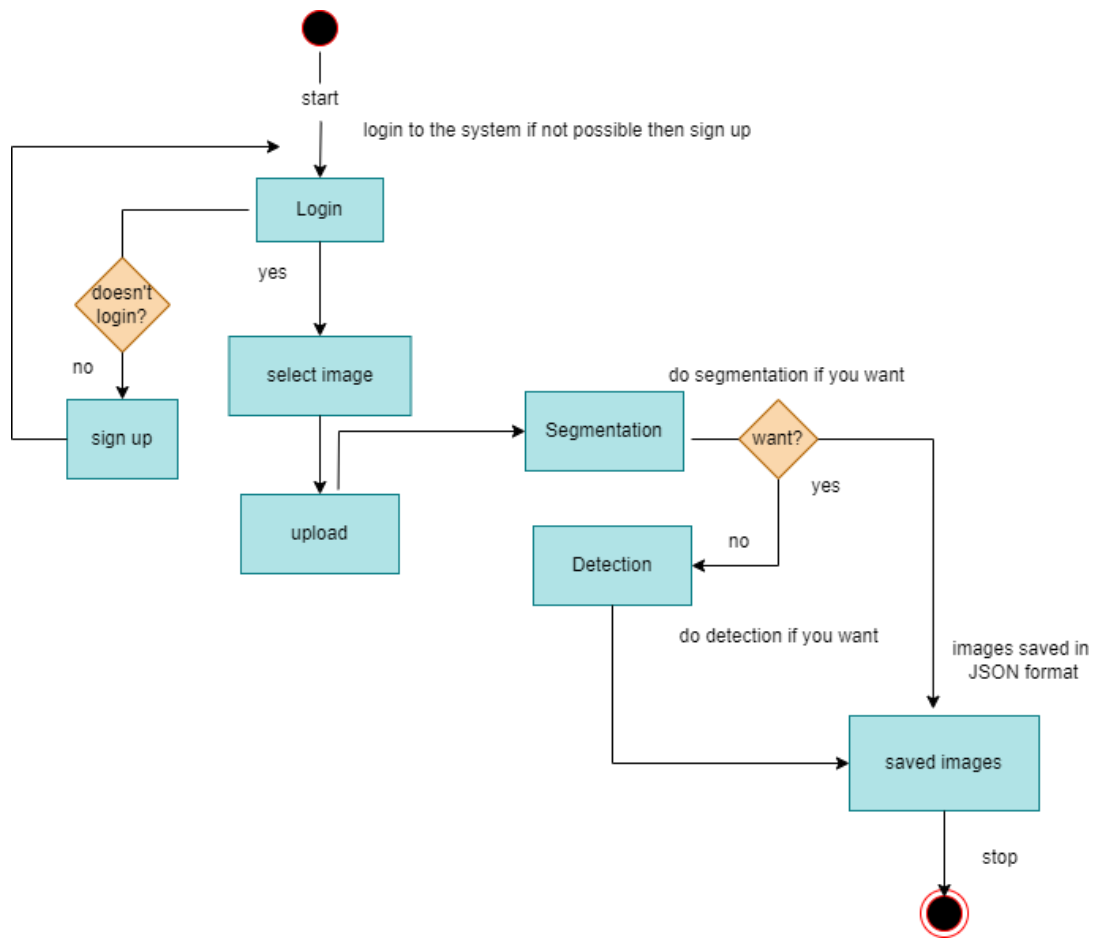 start
login to the system if not possible then sign up
Login
yes
doesn't
login?
no
sign up
select image
do segmentation if you want
Segmentation
want?
yes
upload
no
Detection
do detection if you want
images saved in
JSON format
saved images
stop